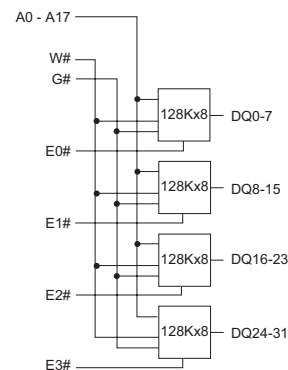 A0 - A17
W#
G#
128Kx8
DQ0-7
E0#
128Kx8
DQ8-15
E1#
128Kx8
DQ16-23
E2#
128Kx8
DQ24-31
E3#